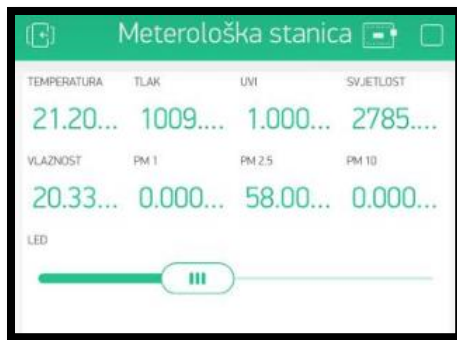 Meterološka stanica
TEMPERATURA TLAK UVI SVJETLOST
21.20... 1009.... 1.000... 2785....
VLAZNOST PM 1 PM 2.5 PM 10
20.33... 0.000... 58.00... 0.000...
LED